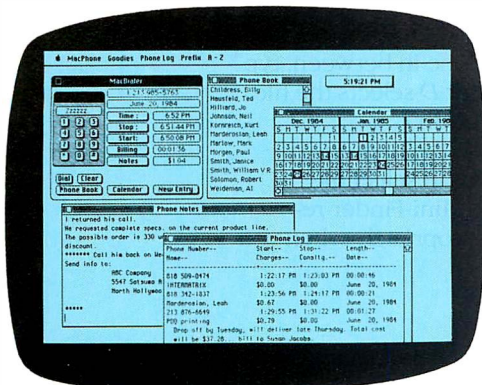 MacPhone Goodies Phone Log Prefix A - Z
MacDialer
1-213-985-5763
June 20, 1984
Time : 6:52 PM
Stop : 6:51:44 PM
Start: 6:50:08 PM
Billing 00:01:36
Notes $1.04
Dial Clear
Phone Book Calendar New Entry
Phone Book
Childress, Billy
Hausfeld, Ted
Hilliard, Jo
Johnson, Neil
Kornreich, Kurt
Marderosian, Leah
Marlow, Mark
Morgen, Paul
Smith, Janice
Smith, William V.R.
Solomon, Robert
Weideman, Al
5:19:21 PM
Calendar
Dec, 1984 Jan, 1985 Feb, 198
S M T W T F S S M T W T F S S M T W
Phone Notes
I returned his call.
He requested complete specs. on the current product line.
The possible order is 330 
discount.
******* Call him back on We
Send info to:
ABC Company
5547 Satsuma A
North Hollywoo
*****
Phone Log
Phone Number-- Start-- Stop-- Length--
Name-- Charges-- Consltg.-- Date--
818 509-0474 1:22:17 PM 1:23:03 PM 00:00:46
INTERMATRIX $0.00 $0.00 June 20, 1984
818 342-1837 1:23:56 PM 1:24:17 PM 00:00:21
Marderosian, Leah $0.67 $0.00 June 20, 1984
213 876-6649 1:29:55 PM 1:31:22 PM 00:01:27
PDQ printing $0.79 $0.00 June 20, 1984
Drop off by Tuesday, will deliver late Thursday. Total cost
will be $37.28... bill to Susan Jacobs.